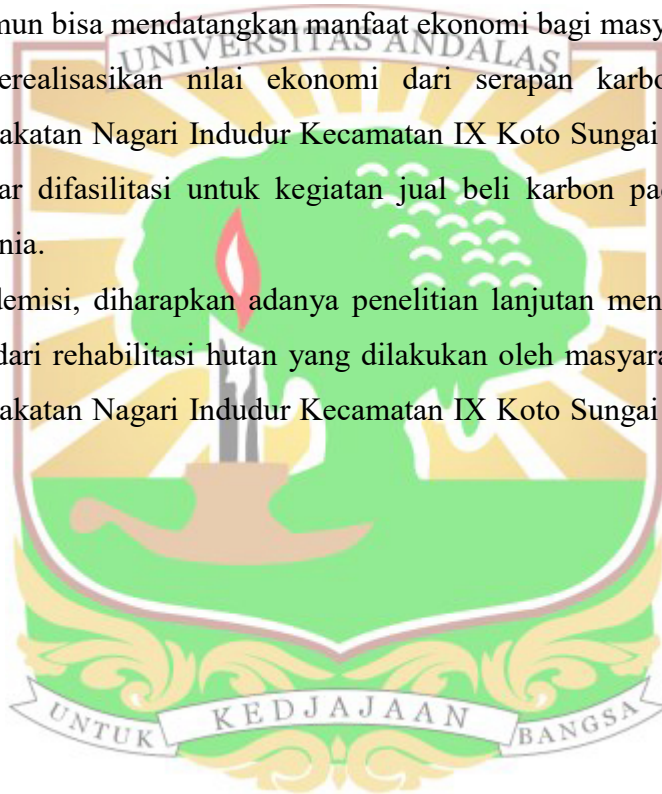 mun bisa mendatangkan manfaat ekonomi bagi masy
UNIVERSITAS ANDALAS
erealisasikan nilai ekonomi dari serapan karbo
akatan Nagari Indudur Kecamatan IX Koto Sungai
ar difasilitasi untuk kegiatan jual beli karbon pa
nia.
demisi, diharapkan adanya penelitian lanjutan men
dari rehabilitasi hutan yang dilakukan oleh masyara
akatan Nagari Indudur Kecamatan IX Koto Sungai
UNTUK KEDJAJAAN BANGSA